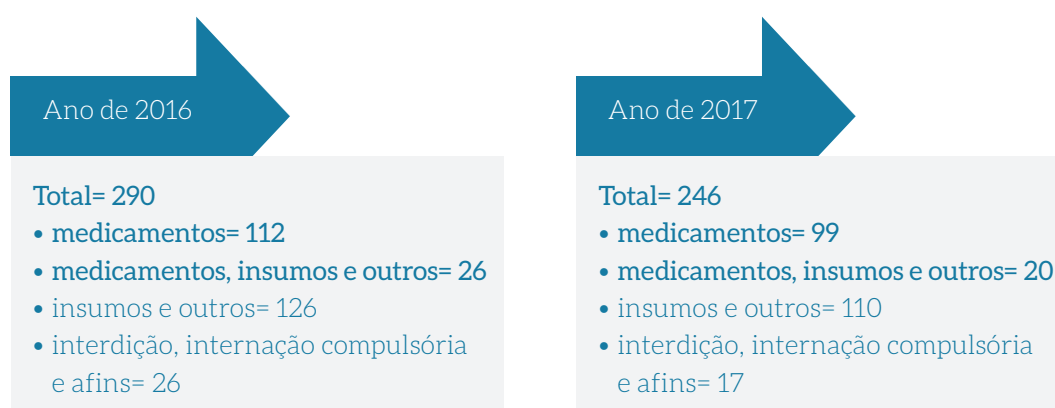 Ano de 2016
Total= 290
• medicamentos= 112
• medicamentos, insumos e outros= 26
• insumos e outros= 126
• interdição, internação compulsória
e afins= 26
Ano de 2017
Total= 246
• medicamentos= 99
• medicamentos, insumos e outros= 20
• insumos e outros= 110
• interdição, internação compulsória
e afins= 17